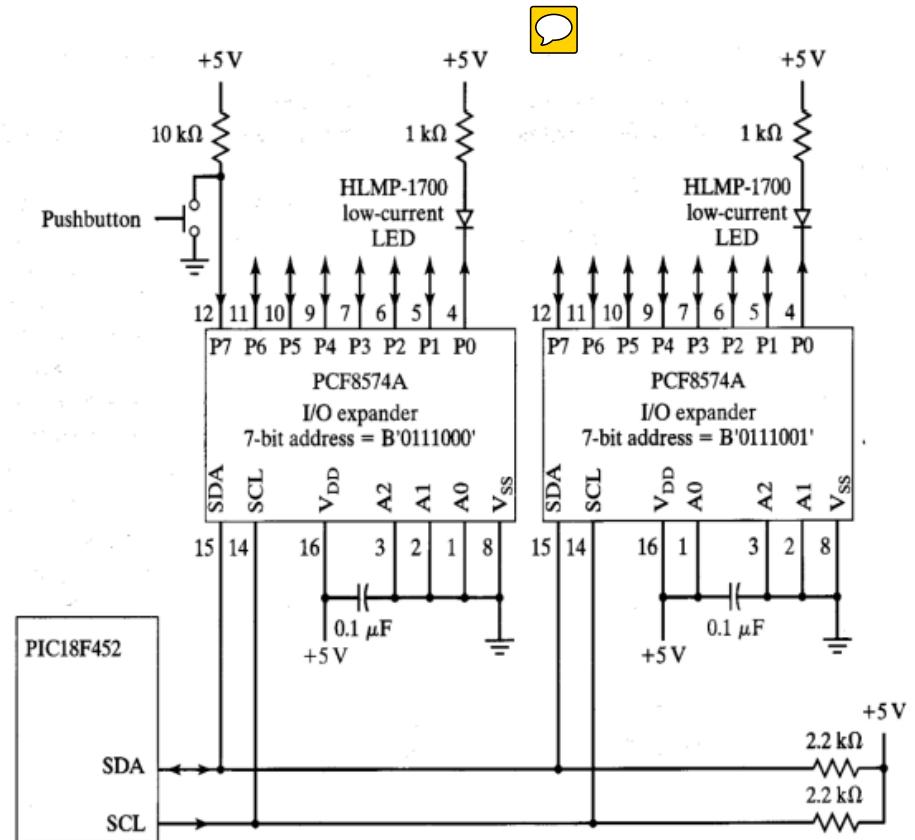 +5 V +5 V +5 V
10 kΩ 1 kΩ 1 kΩ
HLMP-1700 HLMP-1700
Pushbutton low-current low-current
LED LED
12 11 10 9 7 6 5 4 12 11 10 9 7 6 5 4
P7 P6 P5 P4 P3 P2 P1 P0 P7 P6 P5 P4 P3 P2 P1 P0
PCF8574A PCF8574A
I/O expander I/O expander
7-bit address = B'0111000' 7-bit address = B'0111001'
SDA SCL VDD A2 A1 A0 VSS SDA SCL VDD A0 A2 A1 VSS
15 14 16 3 2 1 8 15 14 16 1 3 2 8
0.1 μF 0.1 μF
+5 V +5 V
PIC18F452
+5 V
2.2 kΩ
SDA
2.2 kΩ
SCL